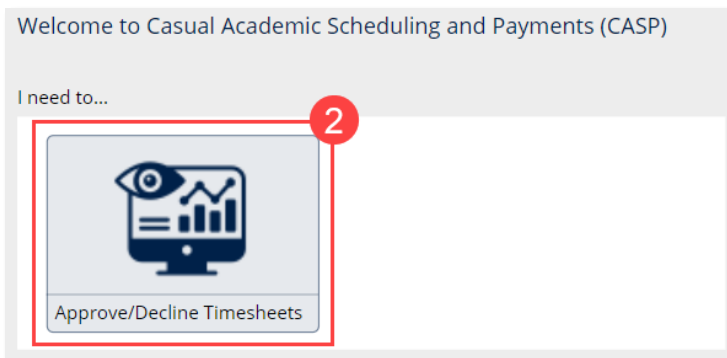 Welcome to Casual Academic Scheduling and Payments (CASP)
I need to...
2
Approve/Decline Timesheets